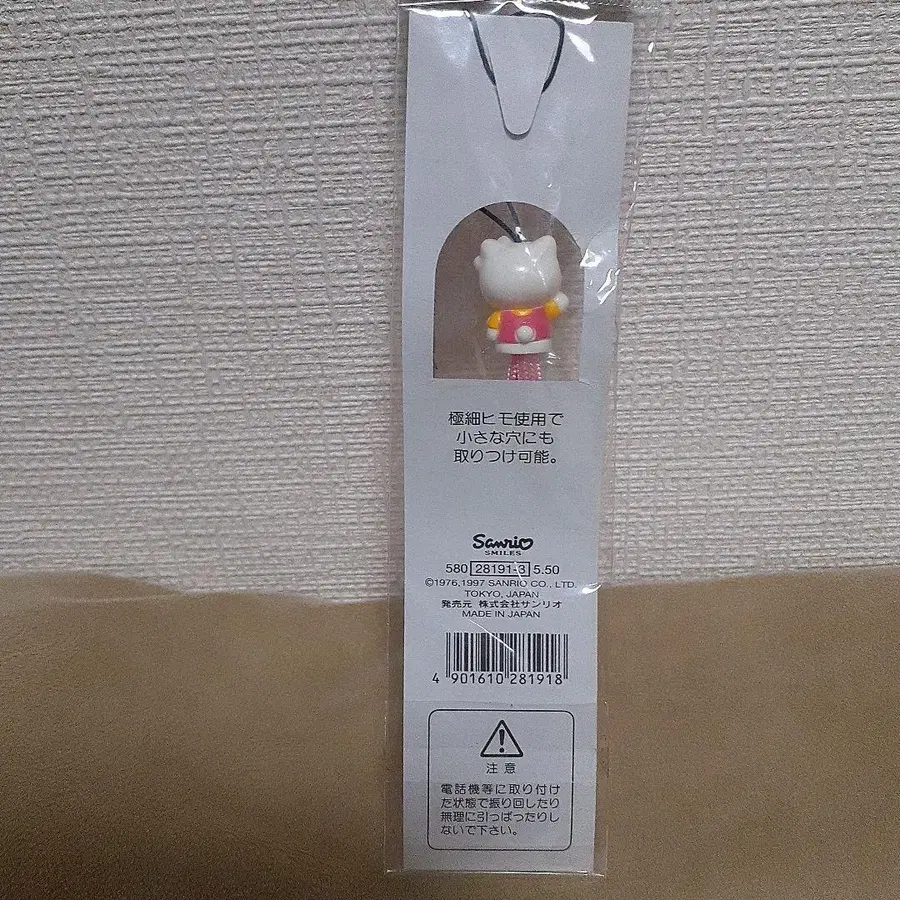 極細ヒモ使用で
小さな穴にも
取りつけ可能。
Sanrio
SMILES
580 28191-3 5.50
©1976,1997 SANRIO CO., LTD.
TOKYO, JAPAN
発売元 株式会社サンリオ
MADE IN JAPAN
4 901610 281918
注意
電話機等に取り付け
た状態で振り回したり
無理に引っぱったりし
ないで下さい。